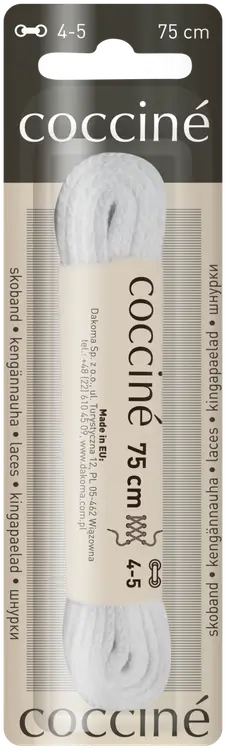 4-5 75 cm
cocciné
skoband • kengännauha • laces • kingapaelad • шнурки
cocciné 75 cm 4-5
Made in EU:
Dakoma Sp. z o.o., ul. Turystyczna 12, PL 05-462 Wiązowna
tel.: +48 (22) 610 45 09, www.dakoma.com.pl
skoband • kengännauha • laces • kingapaelad • шнурки
cocciné